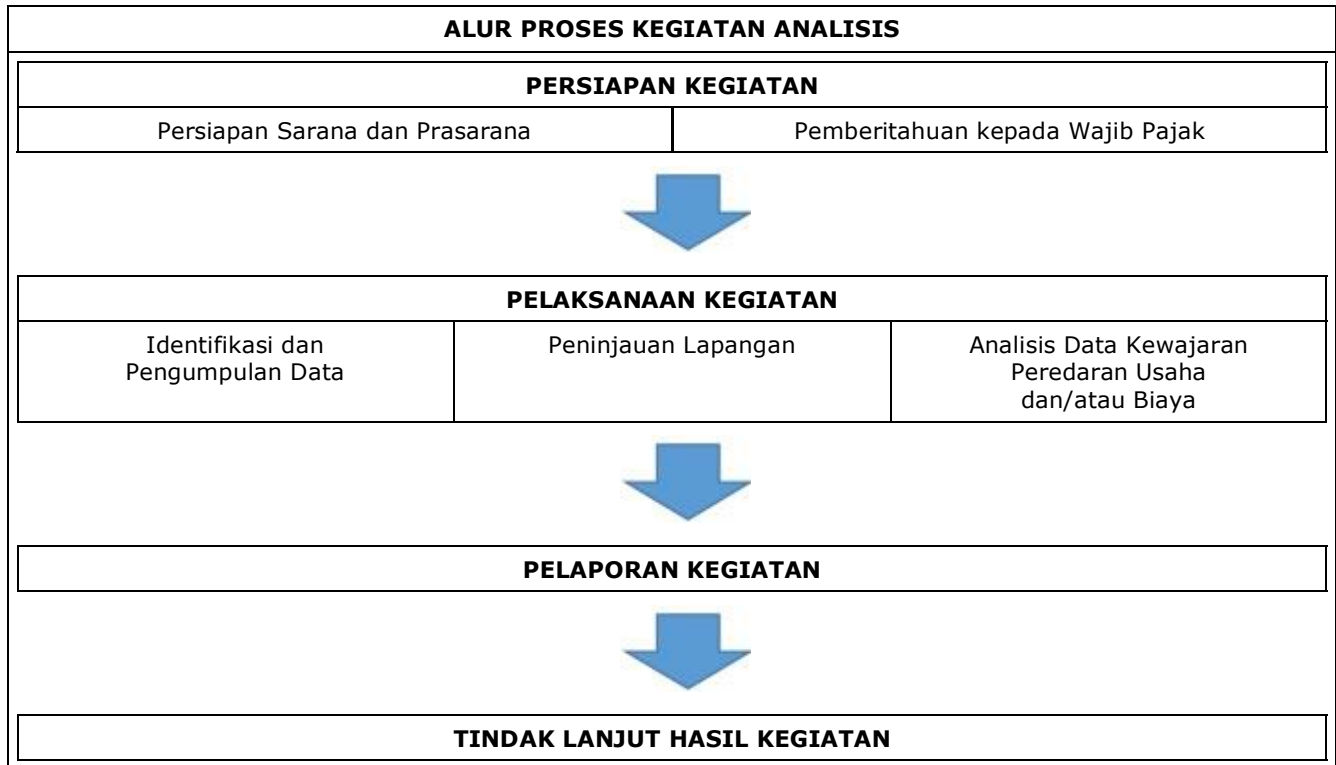 ALUR PROSES KEGIATAN ANALISIS
PERSIAPAN KEGIATAN
Persiapan Sarana dan Prasarana
Pemberitahuan kepada Wajib Pajak
PELAKSANAAN KEGIATAN
Identifikasi dan
Pengumpulan Data
Peninjauan Lapangan
Analisis Data Kewajaran
Peredaran Usaha
dan/atau Biaya
PELAPORAN KEGIATAN
TINDAK LANJUT HASIL KEGIATAN